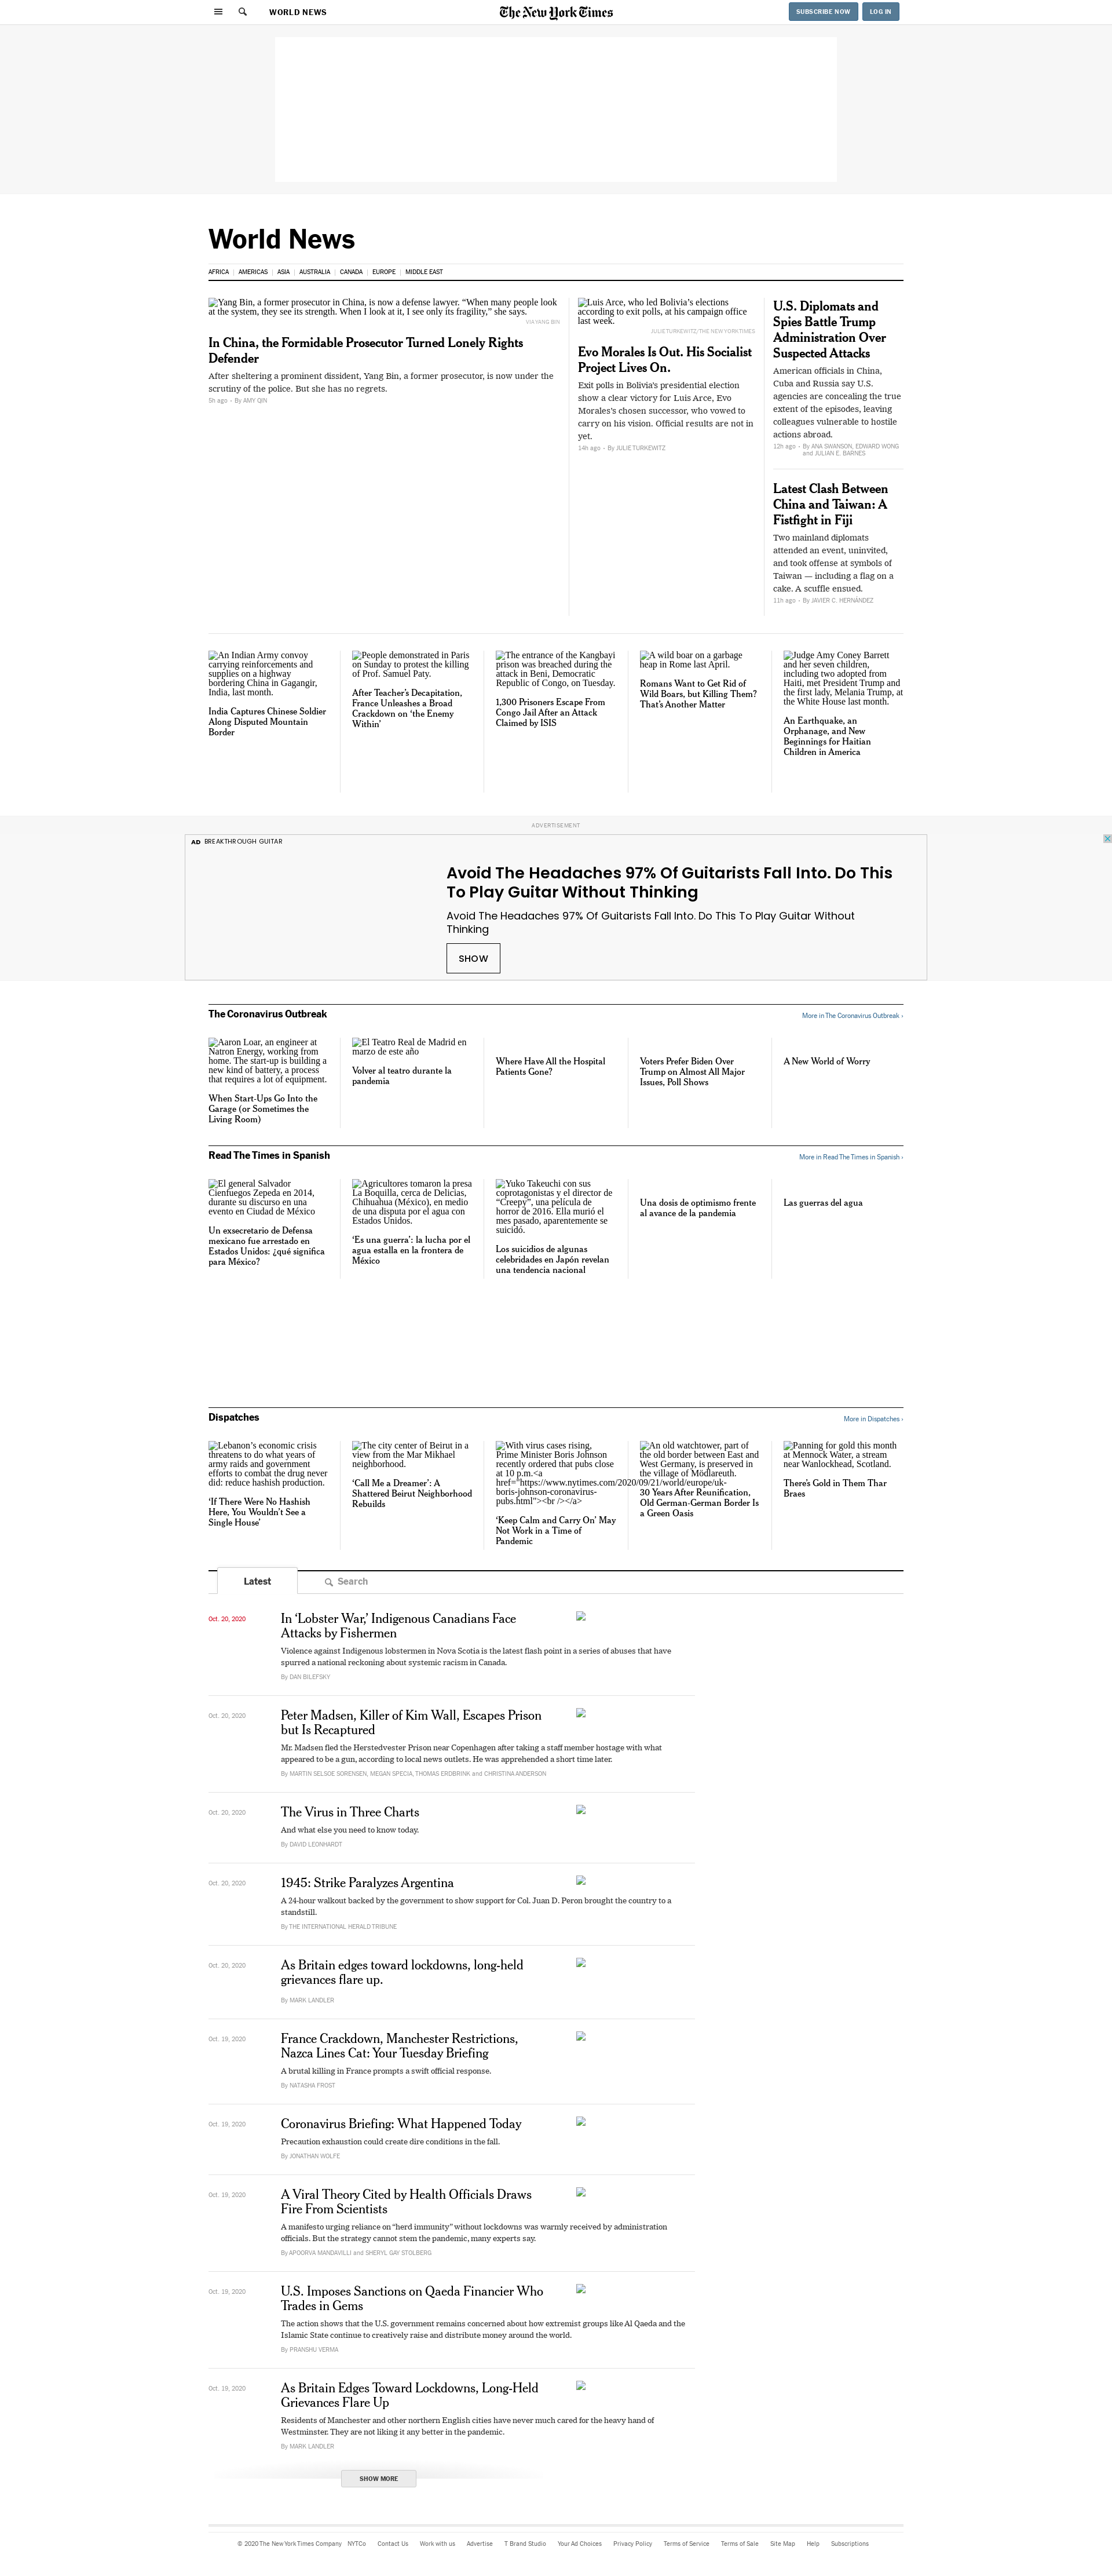 WORLD NEWS
The New York Times
SUBSCRIBE NOW
LOG IN
World News
AFRICA
AMERICAS
ASIA
AUSTRALIA
CANADA
EUROPE
MIDDLE EAST
Yang Bin, a former prosecutor in China, is now a defense lawyer. “When many people look
at the system, they see its strength. When I look at it, I see only its fragility,” she says.
VIA YANG BIN
In China, the Formidable Prosecutor Turned Lonely Rights
Defender
After sheltering a prominent dissident, Yang Bin, a former prosecutor, is now under the
scrutiny of the police. But she has no regrets.
5h ago - By AMY QIN
Luis Arce, who led Bolivia’s elections
according to exit polls, at his campaign office
last week.
JULIE TURKEWITZ/THE NEW YORK TIMES
Evo Morales Is Out. His Socialist
Project Lives On.
Exit polls in Bolivia’s presidential election
show a clear victory for Luis Arce, Evo
Morales’s chosen successor, who vowed to
carry on his vision. Official results are not in
yet.
14h ago - By JULIE TURKEWITZ
U.S. Diplomats and
Spies Battle Trump
Administration Over
Suspected Attacks
American officials in China,
Cuba and Russia say U.S.
agencies are concealing the true
extent of the episodes, leaving
colleagues vulnerable to hostile
actions abroad.
12h ago - By ANA SWANSON, EDWARD WONG
and JULIAN E. BARNES
Latest Clash Between
China and Taiwan: A
Fistfight in Fiji
Two mainland diplomats
attended an event, uninvited,
and took offense at symbols of
Taiwan — including a flag on a
cake. A scuffle ensued.
11h ago - By JAVIER C. HERNÁNDEZ
An Indian Army convoy
carrying reinforcements and
supplies on a highway
bordering China in Gagangir,
India, last month.
India Captures Chinese Soldier
Along Disputed Mountain
Border
People demonstrated in Paris
on Sunday to protest the killing
of Prof. Samuel Paty.
After Teacher’s Decapitation,
France Unleashes a Broad
Crackdown on ‘the Enemy
Within’
The entrance of the Kangbayi
prison was breached during the
attack in Beni, Democratic
Republic of Congo, on Tuesday.
1,300 Prisoners Escape From
Congo Jail After an Attack
Claimed by ISIS
A wild boar on a garbage
heap in Rome last April.
Romans Want to Get Rid of
Wild Boars, but Killing Them?
That’s Another Matter
Judge Amy Coney Barrett
and her seven children,
including two adopted from
Haiti, met President Trump and
the first lady, Melania Trump, at
the White House last month.
An Earthquake, an
Orphanage, and New
Beginnings for Haitian
Children in America
ADVERTISEMENT
AD BREAKTHROUGH GUITAR
Avoid The Headaches 97% Of Guitarists Fall Into. Do This
To Play Guitar Without Thinking
Avoid The Headaches 97% Of Guitarists Fall Into. Do This To Play Guitar Without
Thinking
SHOW
The Coronavirus Outbreak
More in The Coronavirus Outbreak ›
Aaron Loar, an engineer at
Natron Energy, working from
home. The start-up is building a
new kind of battery, a process
that requires a lot of equipment.
When Start-Ups Go Into the
Garage (or Sometimes the
Living Room)
El Teatro Real de Madrid en
marzo de este año
Volver al teatro durante la
pandemia
Where Have All the Hospital
Patients Gone?
Voters Prefer Biden Over
Trump on Almost All Major
Issues, Poll Shows
A New World of Worry
Read The Times in Spanish
More in Read The Times in Spanish ›
El general Salvador
Cienfuegos Zepeda en 2014,
durante su discurso en una
evento en Ciudad de México
Un exsecretario de Defensa
mexicano fue arrestado en
Estados Unidos: ¿qué significa
para México?
Agricultores tomaron la presa
La Boquilla, cerca de Delicias,
Chihuahua (México), en medio
de una disputa por el agua con
Estados Unidos.
‘Es una guerra’: la lucha por el
agua estalla en la frontera de
México
Yuko Takeuchi con sus
coprotagonistas y el director de
“Creepy”, una película de
horror de 2016. Ella murió el
mes pasado, aparentemente se
suicidó.
Los suicidios de algunas
celebridades en Japón revelan
una tendencia nacional
Una dosis de optimismo frente
al avance de la pandemia
Las guerras del agua
Dispatches
More in Dispatches ›
Lebanon’s economic crisis
threatens to do what years of
army raids and government
efforts to combat the drug never
did: reduce hashish production.
‘If There Were No Hashish
Here, You Wouldn’t See a
Single House’
The city center of Beirut in a
view from the Mar Mikhael
neighborhood.
‘Call Me a Dreamer’: A
Shattered Beirut Neighborhood
Rebuilds
With virus cases rising,
Prime Minister Boris Johnson
recently ordered that pubs close
at 10 p.m.<a
href="https://www.nytimes.com/2020/09/21/world/europe/uk-
boris-johnson-coronavirus-
pubs.html"><br /></a>
‘Keep Calm and Carry On’ May
Not Work in a Time of
Pandemic
An old watchtower, part of
the old border between East and
West Germany, is preserved in
the village of Mödlareuth.
30 Years After Reunification,
Old German-German Border Is
a Green Oasis
Panning for gold this month
at Mennock Water, a stream
near Wanlockhead, Scotland.
There’s Gold in Them Thar
Braes
Latest
Search
Oct. 20, 2020
In ‘Lobster War,’ Indigenous Canadians Face
Attacks by Fishermen
Violence against Indigenous lobstermen in Nova Scotia is the latest flash point in a series of abuses that have
spurred a national reckoning about systemic racism in Canada.
By DAN BILEFSKY
Oct. 20, 2020
Peter Madsen, Killer of Kim Wall, Escapes Prison
but Is Recaptured
Mr. Madsen fled the Herstedvester Prison near Copenhagen after taking a staff member hostage with what
appeared to be a gun, according to local news outlets. He was apprehended a short time later.
By MARTIN SELSOE SORENSEN, MEGAN SPECIA, THOMAS ERDBRINK and CHRISTINA ANDERSON
Oct. 20, 2020
The Virus in Three Charts
And what else you need to know today.
By DAVID LEONHARDT
Oct. 20, 2020
1945: Strike Paralyzes Argentina
A 24-hour walkout backed by the government to show support for Col. Juan D. Peron brought the country to a
standstill.
By THE INTERNATIONAL HERALD TRIBUNE
Oct. 20, 2020
As Britain edges toward lockdowns, long-held
grievances flare up.
By MARK LANDLER
Oct. 19, 2020
France Crackdown, Manchester Restrictions,
Nazca Lines Cat: Your Tuesday Briefing
A brutal killing in France prompts a swift official response.
By NATASHA FROST
Oct. 19, 2020
Coronavirus Briefing: What Happened Today
Precaution exhaustion could create dire conditions in the fall.
By JONATHAN WOLFE
Oct. 19, 2020
A Viral Theory Cited by Health Officials Draws
Fire From Scientists
A manifesto urging reliance on “herd immunity” without lockdowns was warmly received by administration
officials. But the strategy cannot stem the pandemic, many experts say.
By APOORVA MANDAVILLI and SHERYL GAY STOLBERG
Oct. 19, 2020
U.S. Imposes Sanctions on Qaeda Financier Who
Trades in Gems
The action shows that the U.S. government remains concerned about how extremist groups like Al Qaeda and the
Islamic State continue to creatively raise and distribute money around the world.
By PRANSHU VERMA
Oct. 19, 2020
As Britain Edges Toward Lockdowns, Long-Held
Grievances Flare Up
Residents of Manchester and other northern English cities have never much cared for the heavy hand of
Westminster. They are not liking it any better in the pandemic.
By MARK LANDLER
SHOW MORE
© 2020 The New York Times Company
NYTCo
Contact Us
Work with us
Advertise
T Brand Studio
Your Ad Choices
Privacy Policy
Terms of Service
Terms of Sale
Site Map
Help
Subscriptions